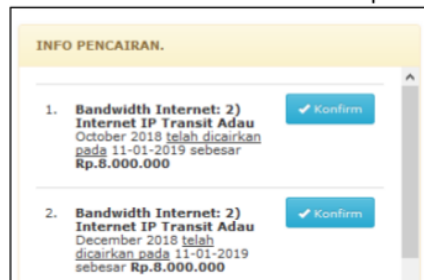 INFO PENCAIRAN.
1. Bandwidth Internet: 2)
Internet IP Transit Adau
October 2018 telah dicairkan
pada 11-01-2019 sebesar
Rp.8.000.000
✔ Konfirm
2. Bandwidth Internet: 2)
Internet IP Transit Adau
December 2018 telah
dicairkan pada 11-01-2019
sebesar Rp.8.000.000
✔ Konfirm